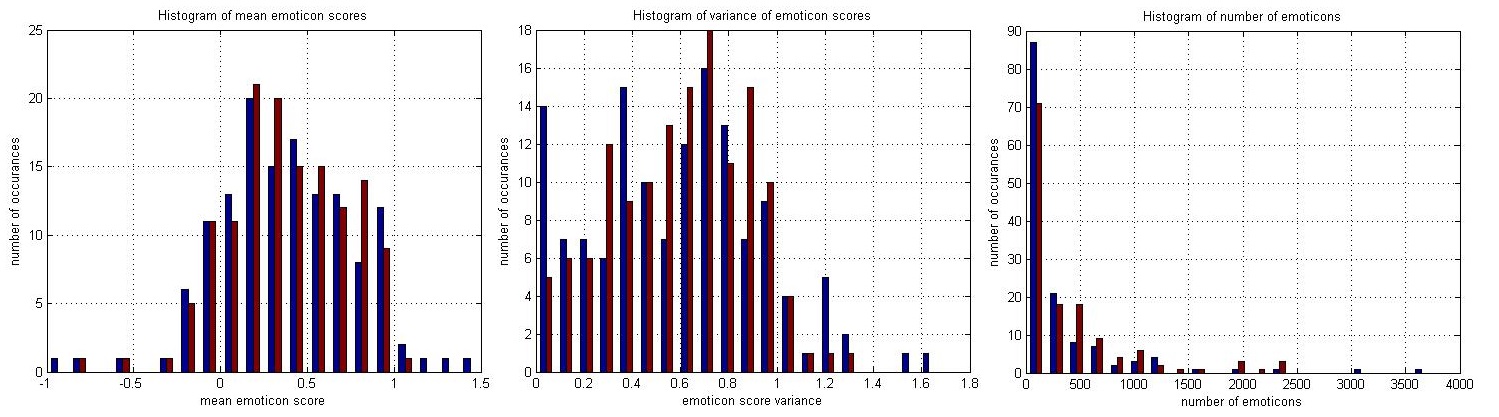 Histogram of mean emoticon scores
25
20
15
10
5
0
-1 -0.5 0 0.5 1 1.5
number of occurances
mean emoticon score
Histogram of variance of emoticon scores
18
16
14
12
10
8
6
4
2
0
0 0.2 0.4 0.6 0.8 1 1.2 1.4 1.6 1.8
number of occurances
emoticon score variance
Histogram of number of emoticons
90
80
70
60
50
40
30
20
10
0
0 500 1000 1500 2000 2500 3000 3500 4000
number of occurances
number of emoticons